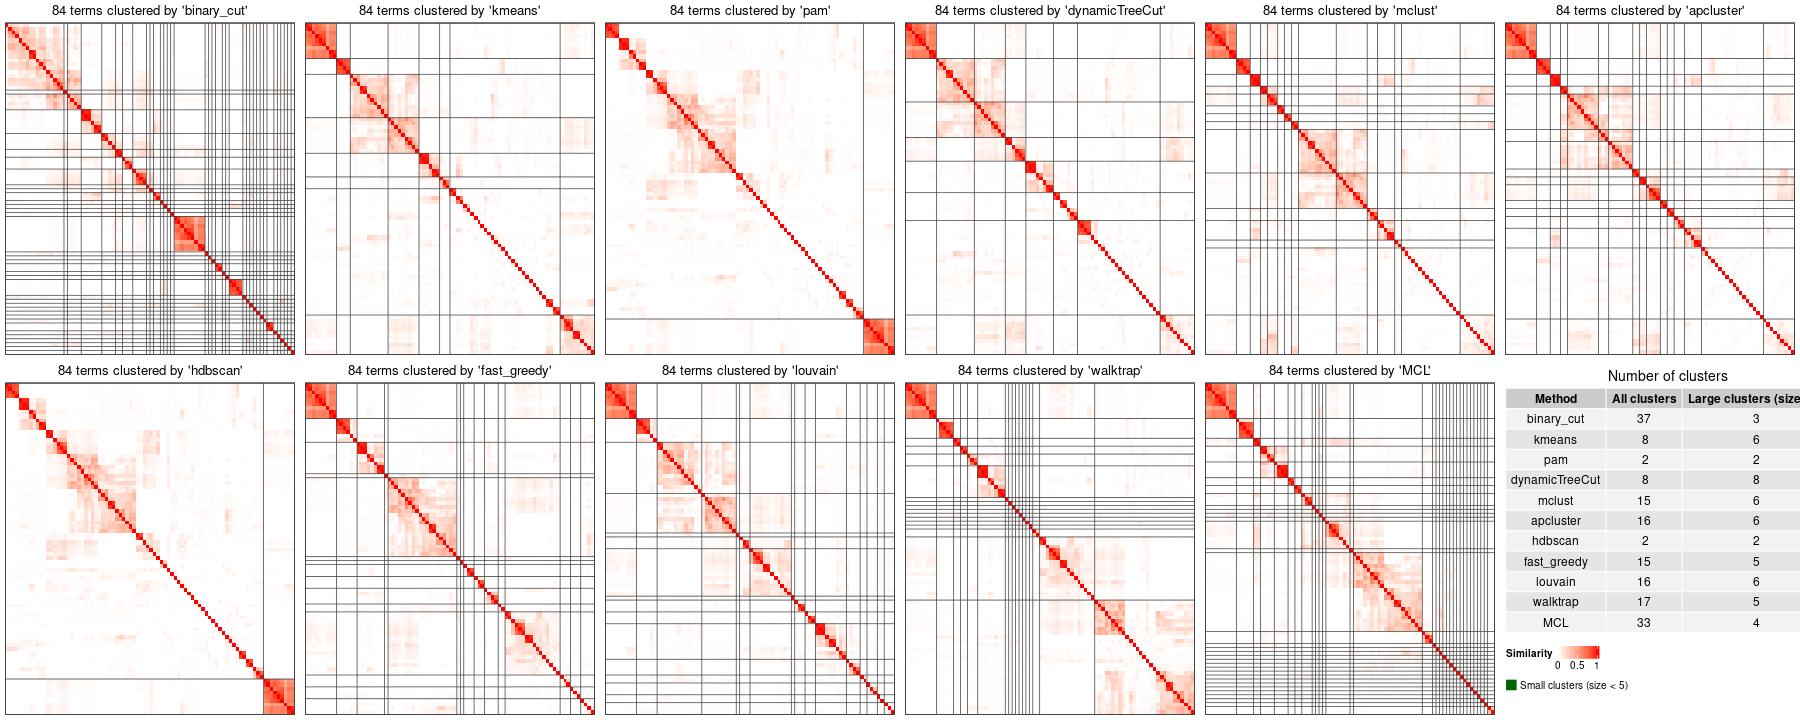 84 terms clustered by 'binary_cut'
84 terms clustered by 'kmeans'
84 terms clustered by 'pam'
84 terms clustered by 'dynamicTreeCut'
84 terms clustered by 'mclust'
84 terms clustered by 'apcluster'
84 terms clustered by 'hdbscan'
84 terms clustered by 'fast_greedy'
84 terms clustered by 'louvain'
84 terms clustered by 'walktrap'
84 terms clustered by 'MCL'
Number of clusters
Method All clusters Large clusters (size
binary_cut 37 3
kmeans 8 6
pam 2 2
dynamicTreeCut 8 8
mclust 15 6
apcluster 16 6
hdbscan 2 2
fast_greedy 15 5
louvain 16 6
walktrap 17 5
MCL 33 4
Similarity
0 0.5 1
Small clusters (size < 5)